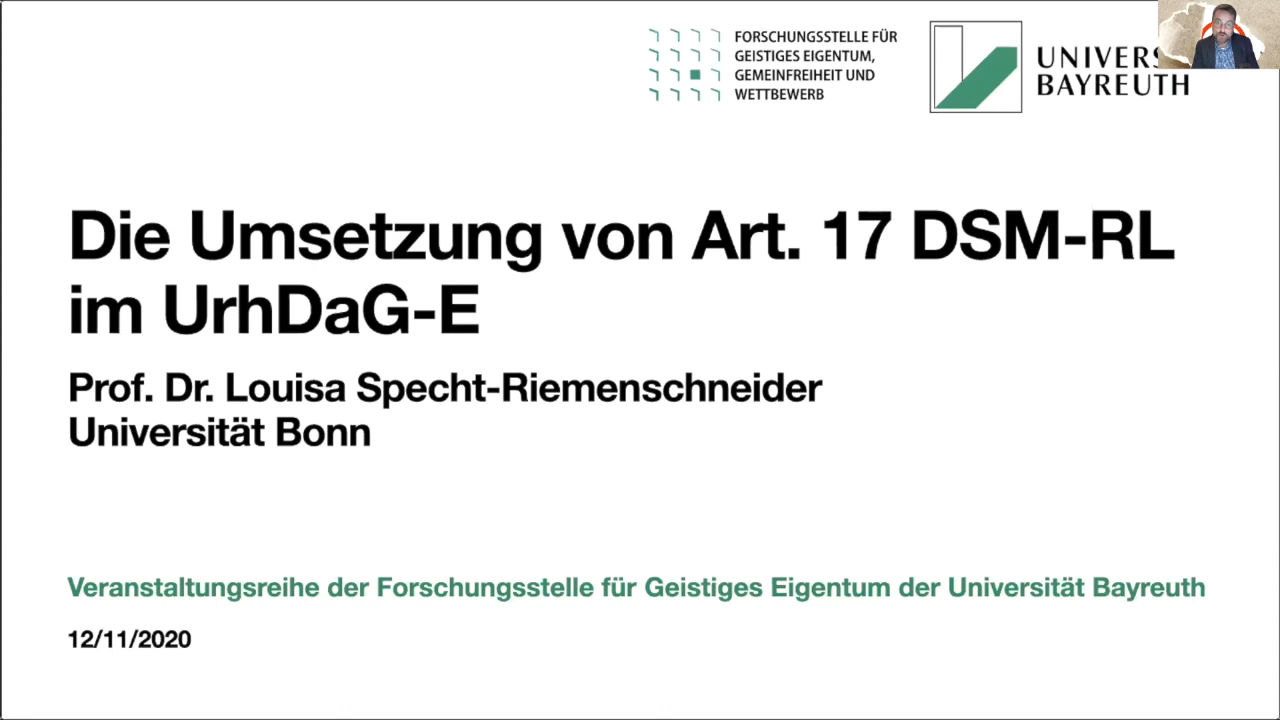 FORSCHUNGSSTELLE FÜR
GEISTIGES EIGENTUM,
GEMEINFREIHEIT UND
WETTBEWERB
BAYREUTH
Die Umsetzung von Art. 17 DSM-RL
im UrhDaG-E
Prof. Dr. Louisa Specht-Riemenschneider
Universität Bonn
Veranstaltungsreihe der Forschungsstelle für Geistiges Eigentum der Universität Bayreuth
12/11/2020